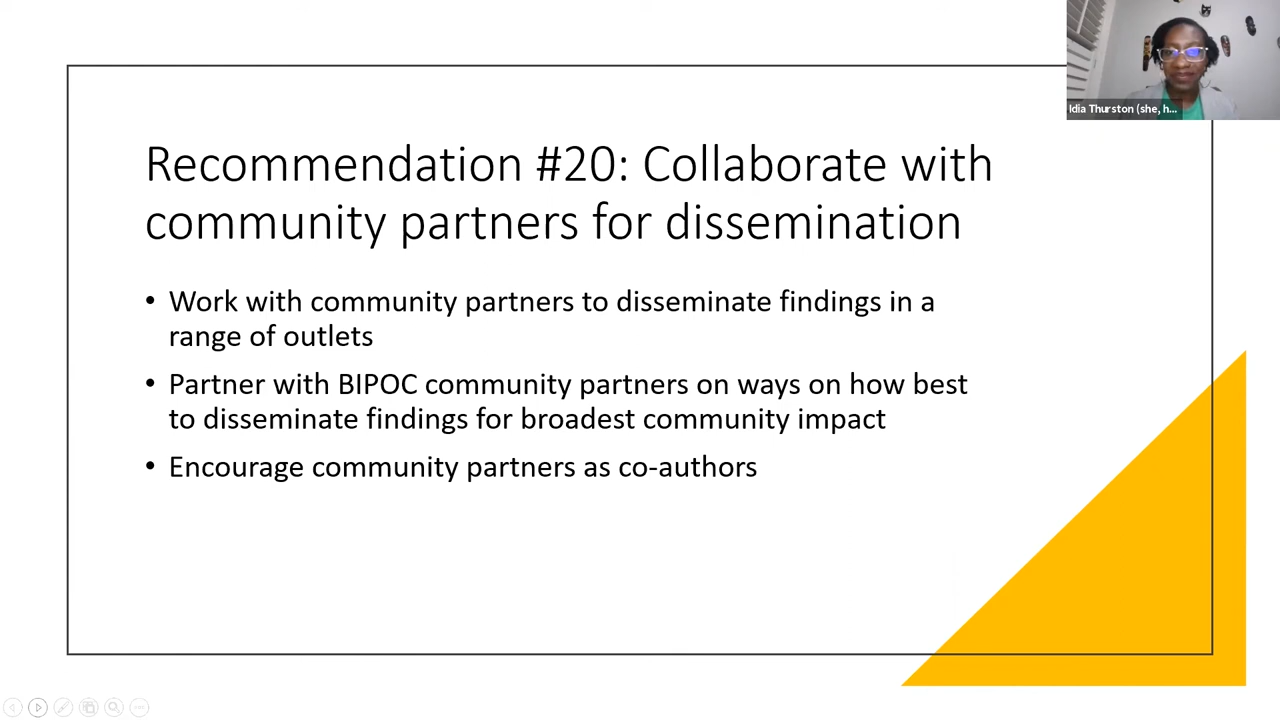 Idia Thurston (she, h...
Recommendation #20: Collaborate with
community partners for dissemination
• Work with community partners to disseminate findings in a
range of outlets
• Partner with BIPOC community partners on ways on how best
to disseminate findings for broadest community impact
• Encourage community partners as co-authors